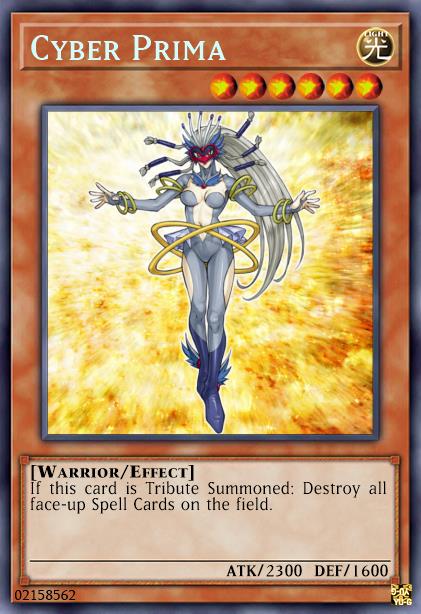 CYBER PRIMA
LIGHT
光
[WARRIOR/EFFECT]
If this card is Tribute Summoned: Destroy all
face-up Spell Cards on the field.
ATK/2300 DEF/1600
02158562